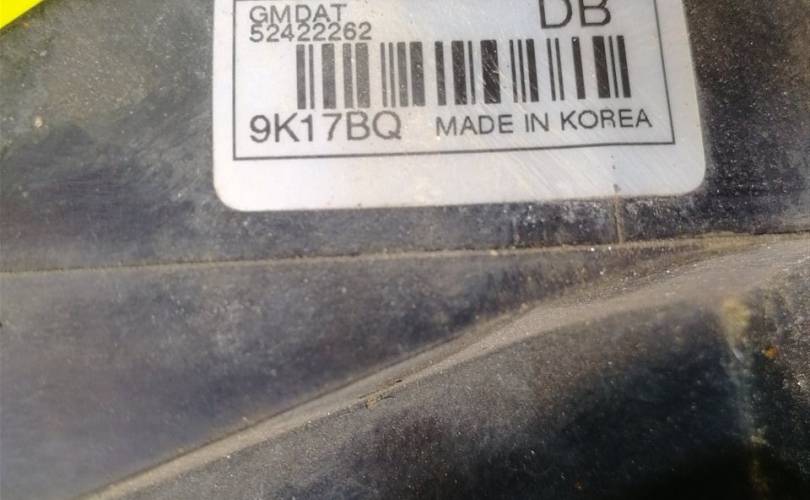 GMDAT DB
52422262
9K17BQ MADE IN KOREA